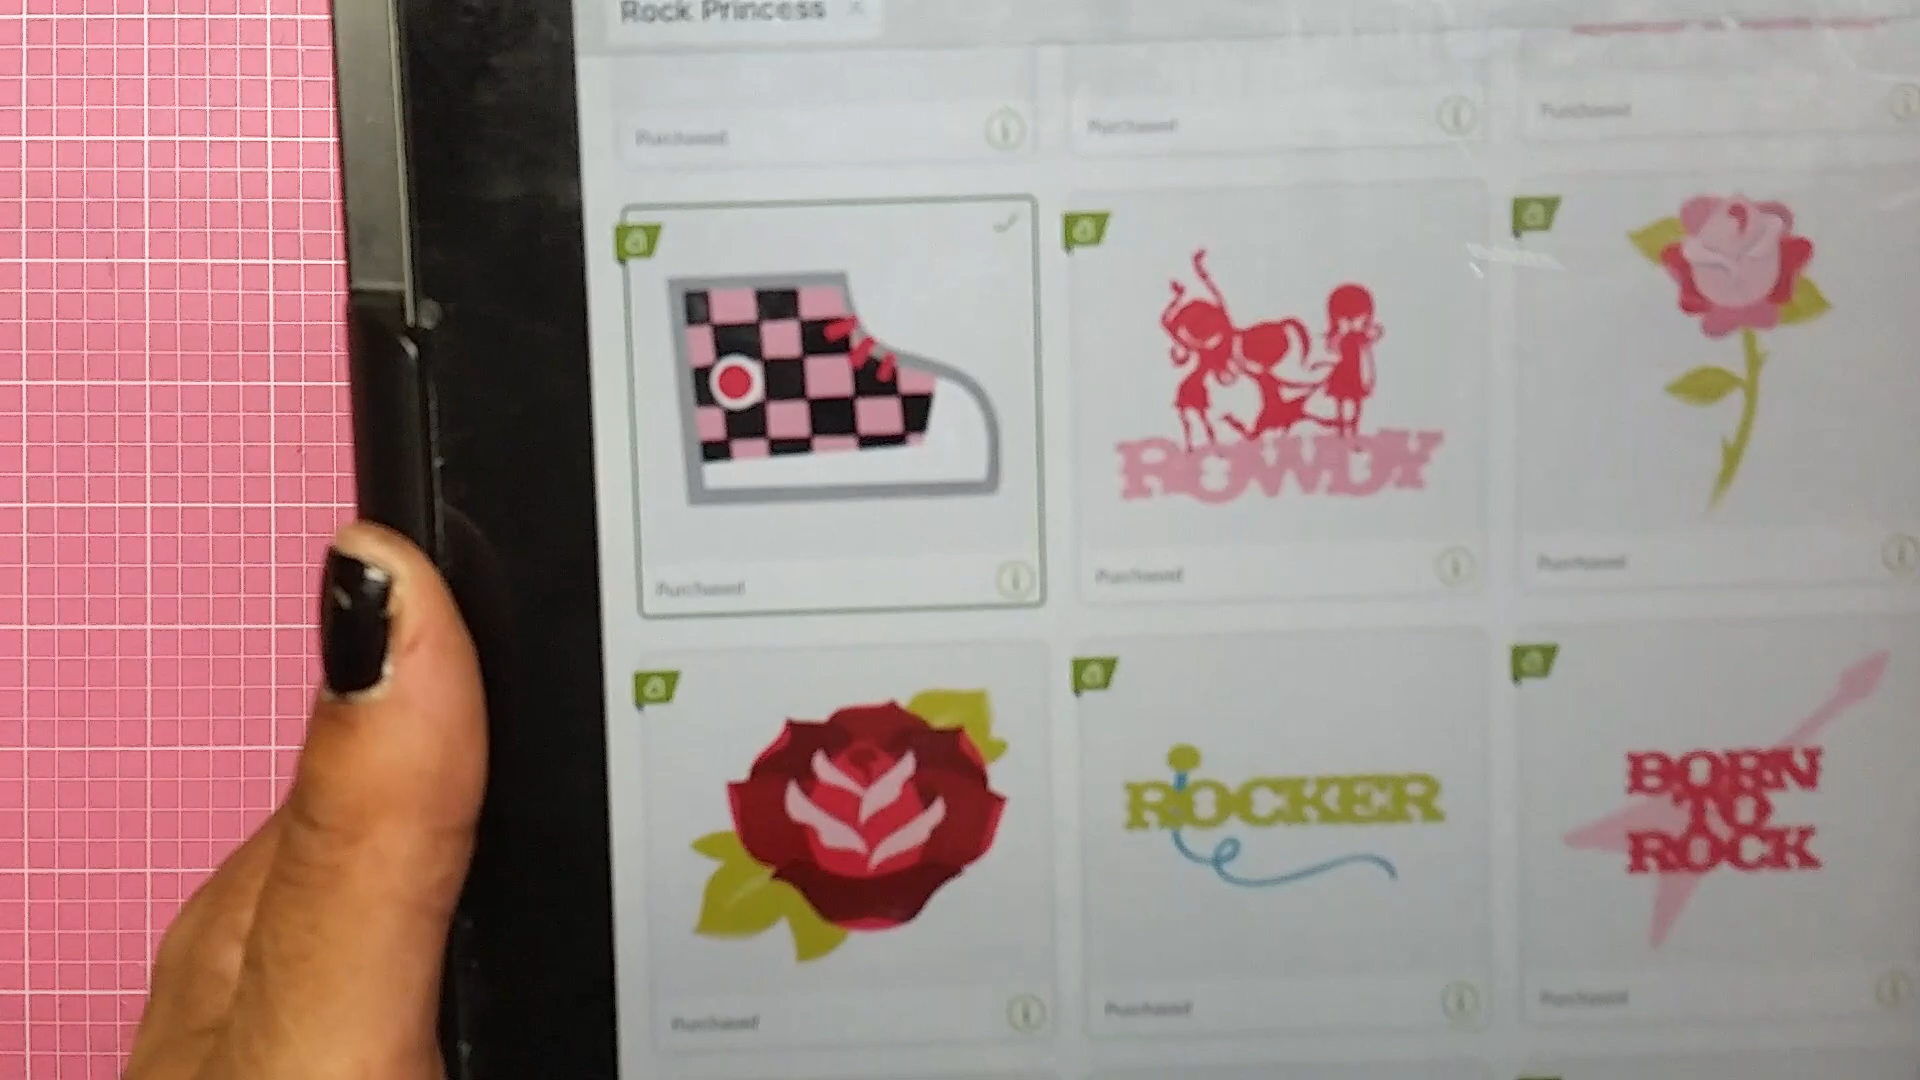 Rock Princess ×
Purchased
Purchased
Purchased
a
a
a
ROWDY
Purchased
Purchased
Purchased
a
a
a
ROCKER
BORN
TO
ROCK
Purchased
Purchased
Purchased